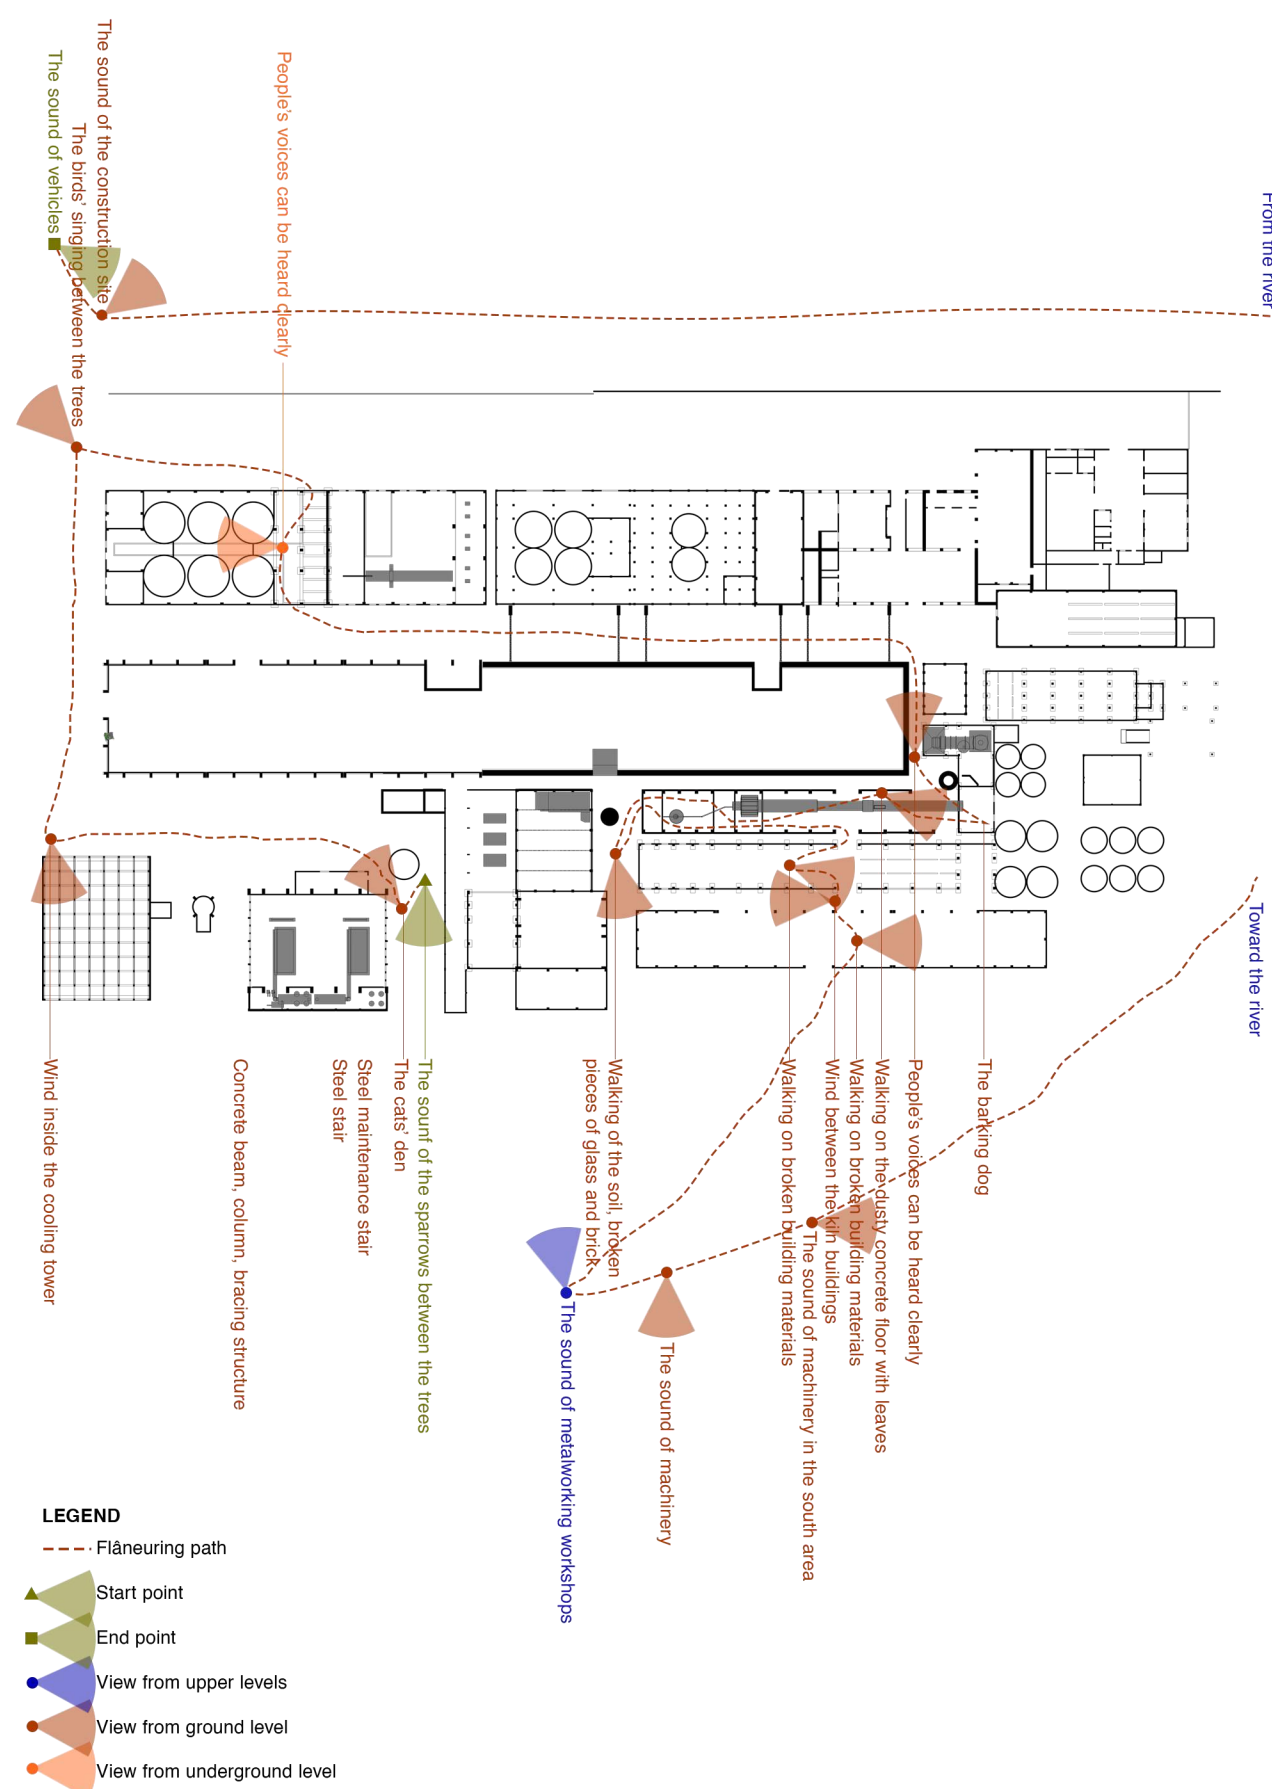 The sound of vehicles
The birds' singing between the trees
The sound of the construction site
People's voices can be heard clearly
From the river
Toward the river
Wind inside the cooling tower
Concrete beam, column, bracing structure
Steel stair
Steel maintenance stair
The cats' den
The sounf of the sparrows between the trees
Walking of the soil, broken
pieces of glass and brick
Walking on broken building materials
Wind between the kiln buildings
Walking on broken building materials
Walking on the dusty concrete floor with leaves
People's voices can be heard clearly
The barking dog
The sound of metalworking workshops
The sound of machinery
The sound of machinery in the south area
LEGEND
Flâneuring path
Start point
End point
View from upper levels
View from ground level
View from underground level